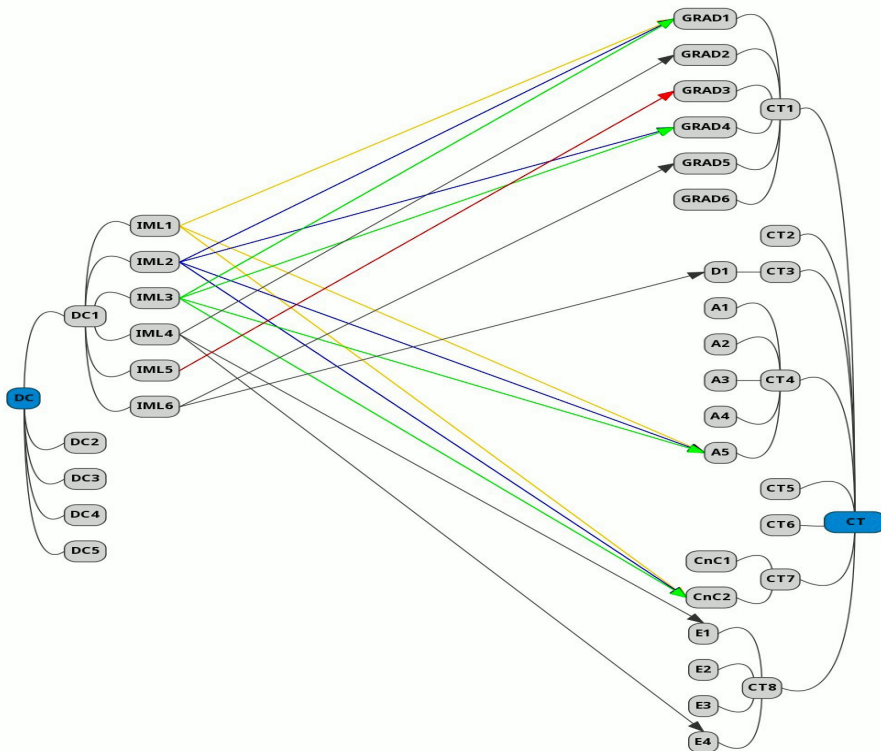 GRAD1
GRAD2
GRAD3
CT1
GRAD4
GRAD5
GRAD6
IML1
CT2
IML2
D1 CT3
IML3
A1
DC1
IML4
A2
IML5
A3 CT4
DC
IML6
A4
DC2
A5
DC3
CT5
DC4
CT6 CT
DC5
CnC1
CT7
CnC2
E1
E2
CT8
E3
E4